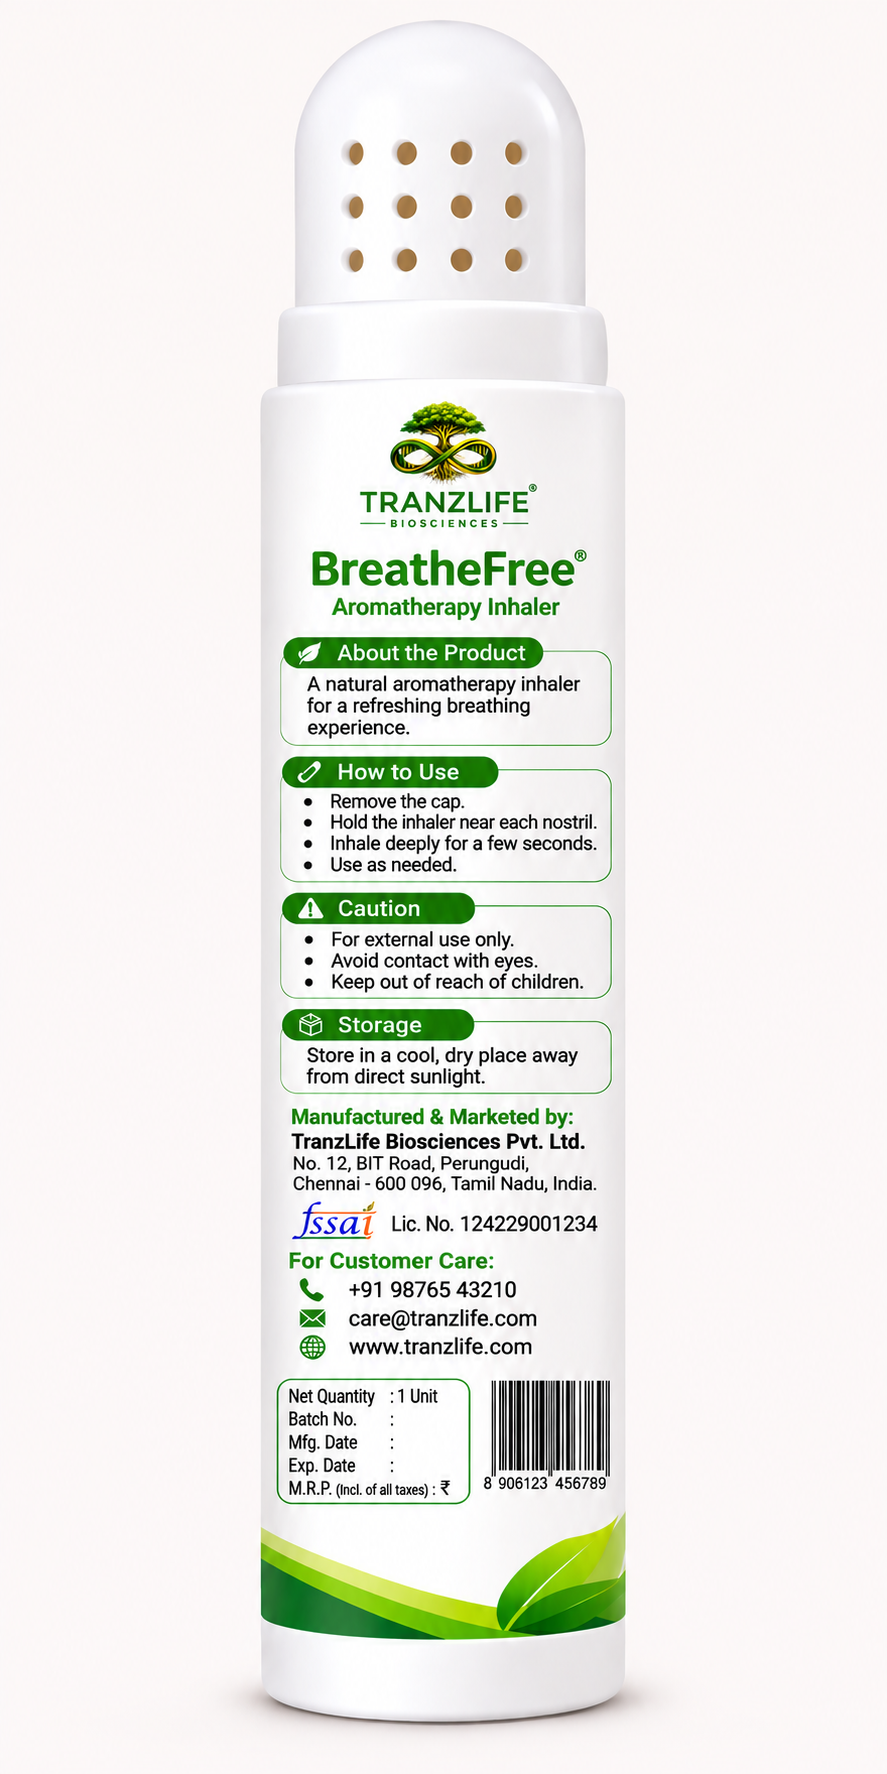 TRANZLIFE®
BIOSCIENCES
BreatheFree®
Aromatherapy Inhaler
About the Product
A natural aromatherapy inhaler
for a refreshing breathing
experience.
How to Use
• Remove the cap.
• Hold the inhaler near each nostril.
• Inhale deeply for a few seconds.
• Use as needed.
Caution
• For external use only.
• Avoid contact with eyes.
• Keep out of reach of children.
Storage
Store in a cool, dry place away
from direct sunlight.
Manufactured & Marketed by:
TranzLife Biosciences Pvt. Ltd.
No. 12, BIT Road, Perungudi,
Chennai - 600 096, Tamil Nadu, India.
fssai Lic. No. 124229001234
For Customer Care:
+91 98765 43210
care@tranzlife.com
www.tranzlife.com
Net Quantity : 1 Unit
Batch No. :
Mfg. Date :
Exp. Date :
M.R.P. (Incl. of all taxes) : ₹
8 906123 456789